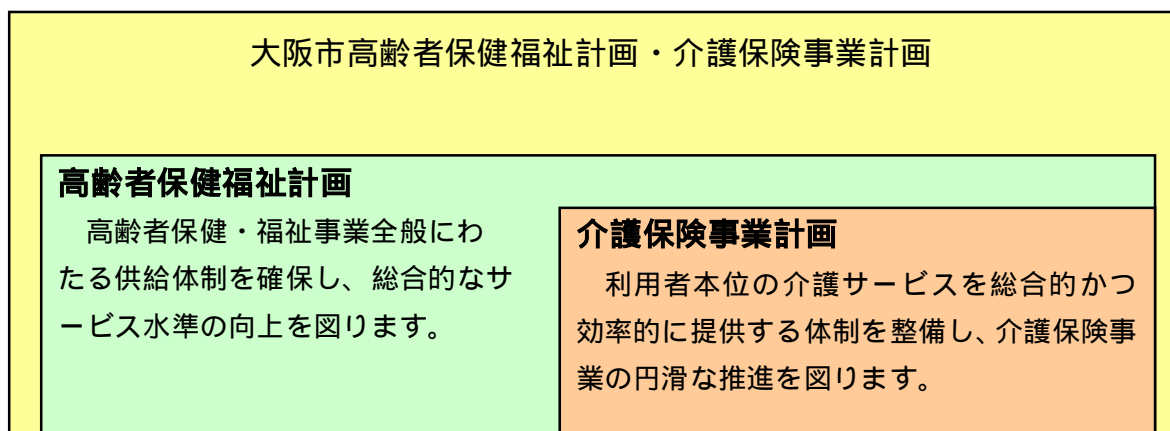 大阪市高齢者保健福祉計画・介護保険事業計画
高齢者保健福祉計画
高齢者保健・福祉事業全般にわ
たる供給体制を確保し、総合的なサ
ービス水準の向上を図ります。
介護保険事業計画
利用者本位の介護サービスを総合的かつ
効率的に提供する体制を整備し、介護保険事
業の円滑な推進を図ります。